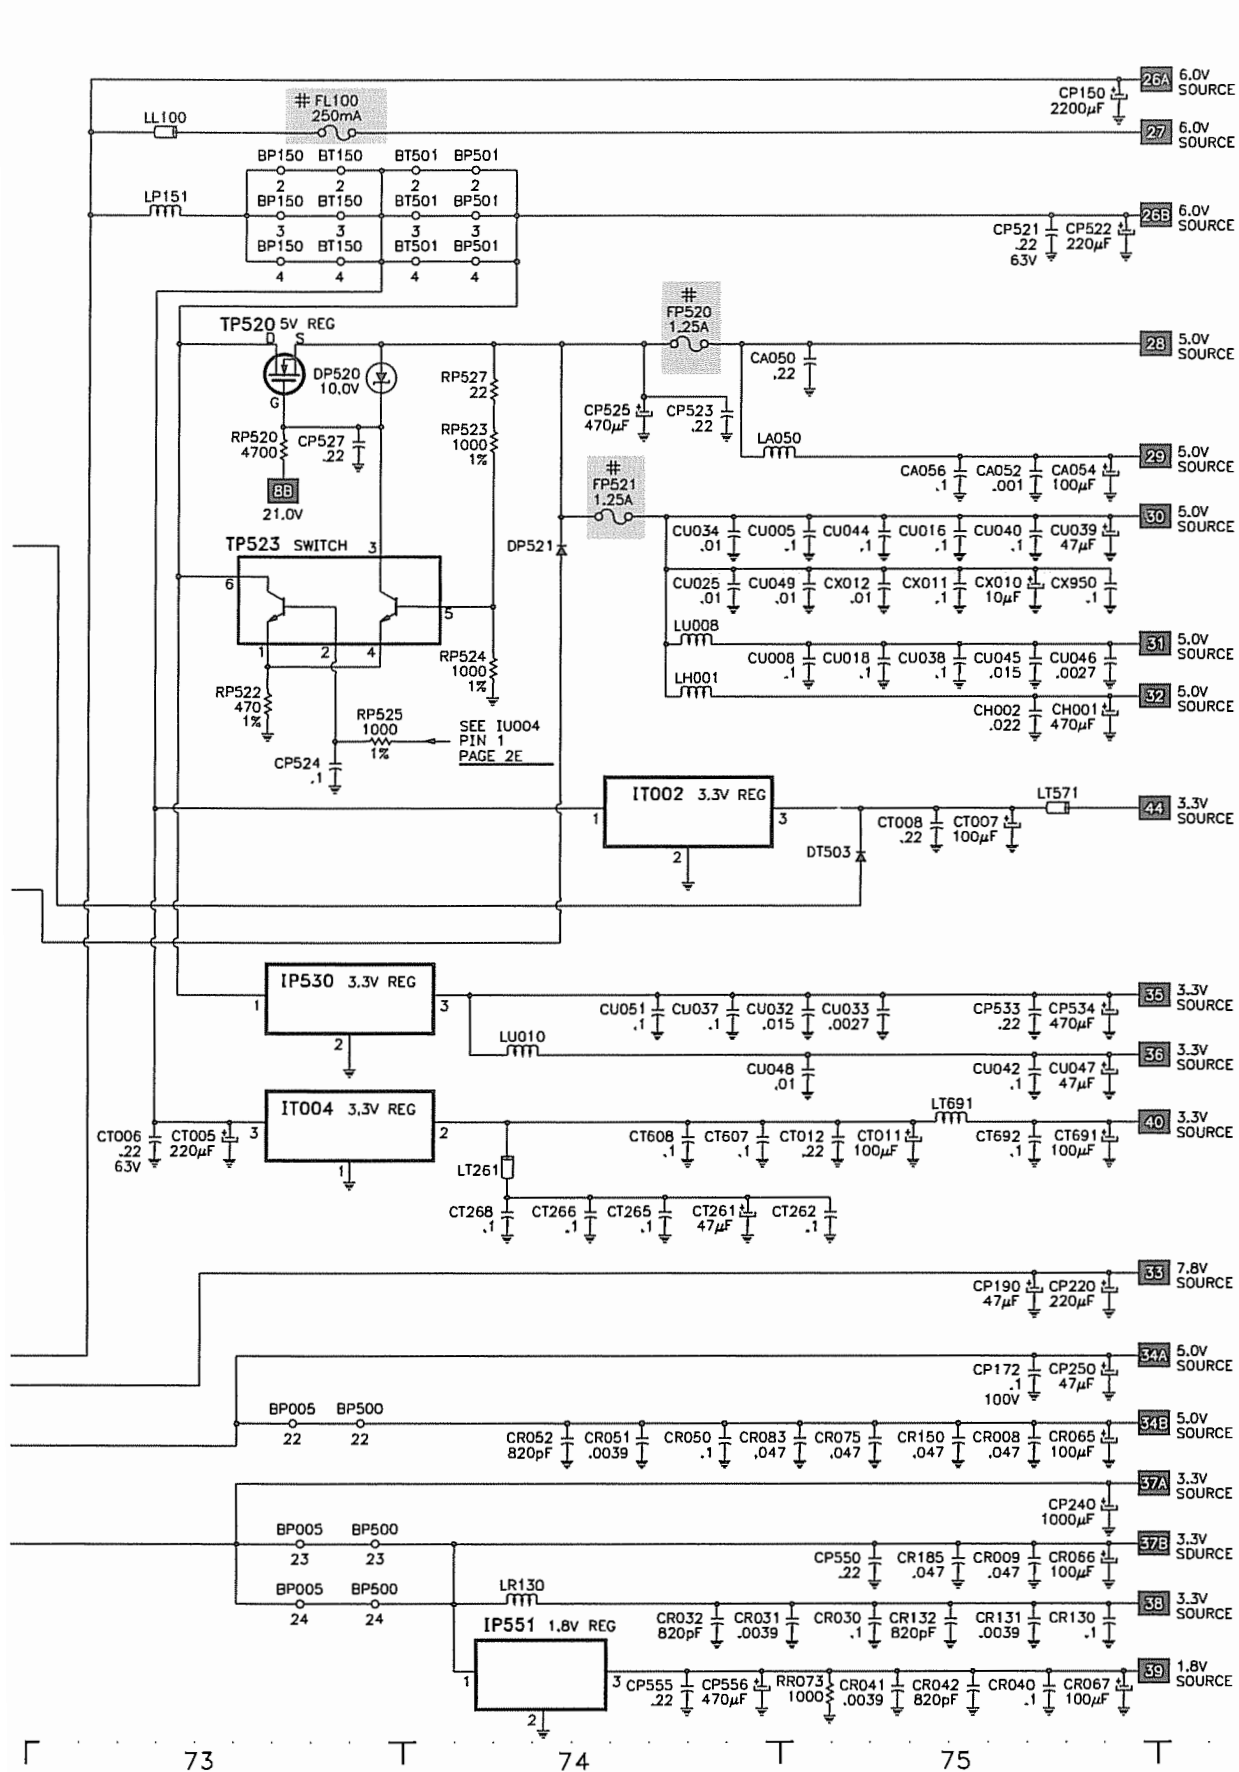 26A 6.0V
SOURCE
CP150 +
2200µF
# FL100
250mA
LL100
27 6.0V
SOURCE
BP150 BT150 BT501 BP501
2 2 2 2
LP151
BP150 BT150 BT501 BP501
3 3 3 3
26B 6.0V
SOURCE
CP521 CP522 +
.22 220µF
63V
BP150 BT150 BT501 BP501
4 4 4 4
#
FP520
1.25A
TP520 5V REG
D S
G
28 5.0V
SOURCE
DP520
10.0V
RP527
22
CA050
.22
CP525 +
470µF
CP523
.22
RP520
4700
CP527
.22
RP523
1000
1%
LA050
29 5.0V
SOURCE
CA056 CA052 CA054 +
.1 .001 100µF
8B
21.0V
#
FP521
1.25A
30 5.0V
SOURCE
CU034 CU005 CU044 CU016 CU040 CU039 +
.01 .1 .1 .1 .1 47µF
TP523 SWITCH 3
DP521
6
5
1 2 4
CU025 CU049 CX012 CX011 CX010 + CX950
.01 .01 .01 .1 10µF .1
LU008
31 5.0V
SOURCE
CU008 CU018 CU038 CU045 CU046
.1 .1 .1 .015 .0027
RP524
1000
1%
LH001
32 5.0V
SOURCE
CH002 CH001 +
.022 470µF
RP522
470
1%
RP525
1000
1%
SEE IU004
PIN 1
PAGE 2E
CP524
.1
IT002 3.3V REG
1 3
2
LT571
44 3.3V
SOURCE
CT008 CT007 +
.22 100µF
DT503
IP530 3.3V REG
1 3
2
35 3.3V
SOURCE
CU051 CU037 CU032 CU033 CP533 CP534 +
.1 .1 .015 .0027 .22 470µF
LU010
36 3.3V
SOURCE
CU048 CU042 CU047 +
.01 .1 47µF
IT004 3.3V REG
3 2
1
LT691
40 3.3V
SOURCE
CT006 CT005 +
.22 220µF
63V
CT608 CT607 CT012 CT011 + CT692 CT691 +
.1 .1 .22 100µF .1 100µF
LT261
CT268 CT266 CT265 CT261 + CT262
.1 .1 .1 47µF .1
33 7.8V
SOURCE
CP190 + CP220 +
47µF 220µF
34A 5.0V
SOURCE
CP172 CP250 +
.1 47µF
100V
BP005 BP500
22 22
34B 5.0V
SOURCE
CR052 CR051 CR050 CR083 CR075 CR150 CR008 CR065 +
820pF .0039 .1 .047 .047 .047 .047 100µF
37A 3.3V
SOURCE
CP240 +
1000µF
BP005 BP500
23 23
37B 3.3V
SDURCE
CP550 CR185 CR009 CR066 +
.22 .047 .047 100µF
BP005 BP500
24 24
LR130
38 3.3V
SOURCE
CR032 CR031 CR030 CR132 CR131 CR130
820pF .0039 .1 820pF .0039 .1
IP551 1.8V REG
1 3
2
39 1.8V
SOURCE
CP555 CP556 + RR073 CR041 CR042 CR040 CR067 +
.22 470µF 1000 .0039 820pF .1 100µF
73 74 75